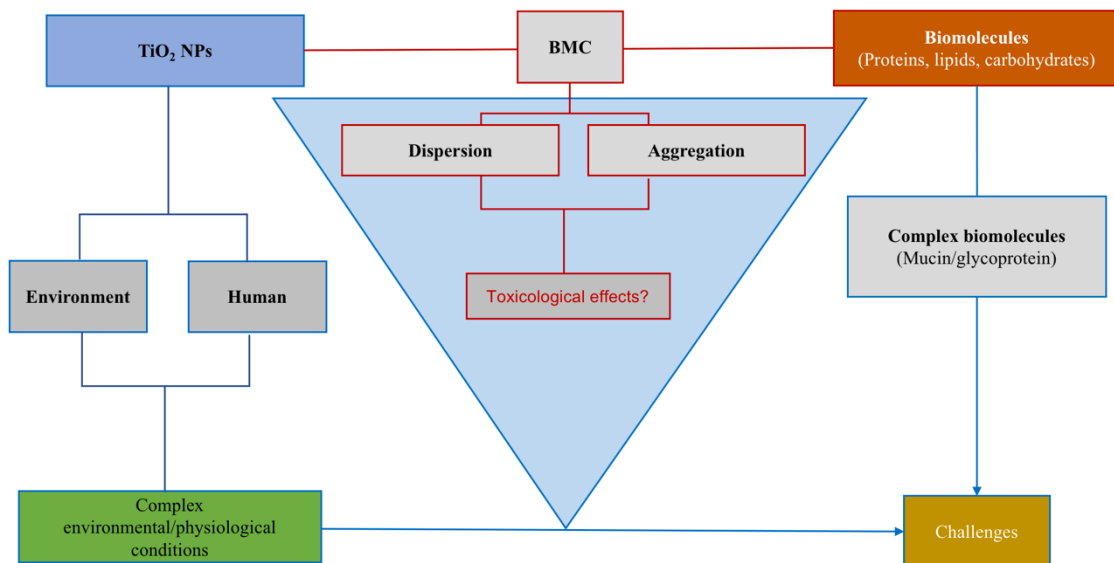 TiO₂ NPs
BMC
Biomolecules
(Proteins, lipids, carbohydrates)
Dispersion
Aggregation
Complex biomolecules
(Mucin/glycoprotein)
Environment
Human
Toxicological effects?
Complex
environmental/physiological
conditions
Challenges